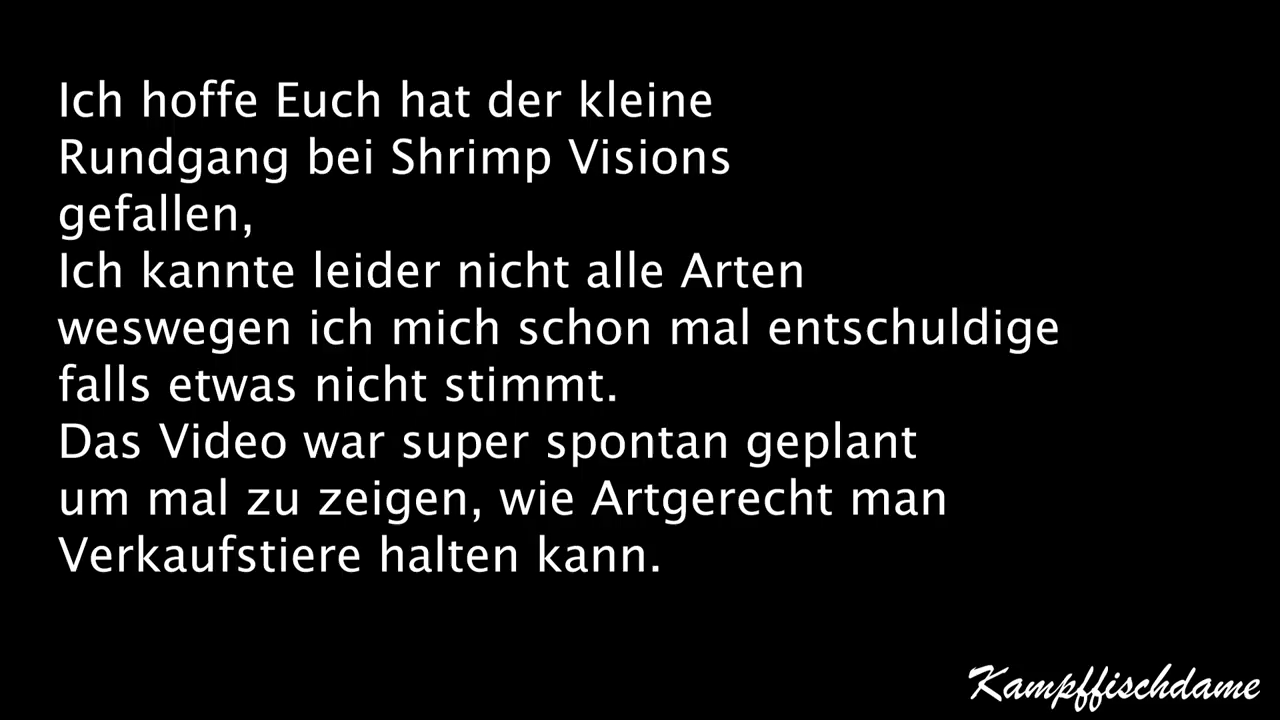 Ich hoffe Euch hat der kleine
Rundgang bei Shrimp Visions
gefallen,
Ich kannte leider nicht alle Arten
weswegen ich mich schon mal entschuldige
falls etwas nicht stimmt.
Das Video war super spontan geplant
um mal zu zeigen, wie Artgerecht man
Verkaufstiere halten kann.
Kampffischdame